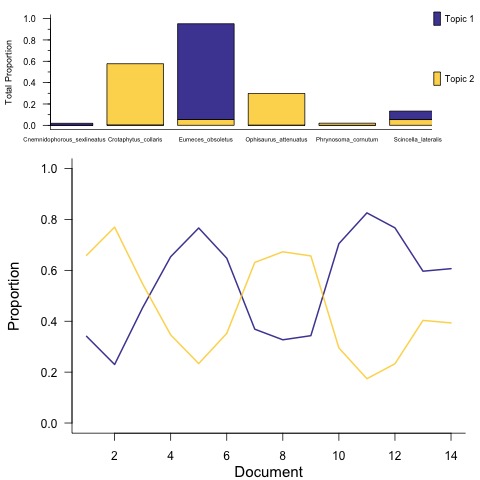 Total Proportion
1.0
0.8
0.6
0.4
0.2
0.0
Cnemnidophorous_sexlineatus Crotaphytus_collaris Eumeces_obsoletus Ophisaurus_attenuatus Phrynosoma_cornutum Scincella_lateralis
Topic 1
Topic 2
Proportion
1.0
0.8
0.6
0.4
0.2
0.0
2 4 6 8 10 12 14
Document